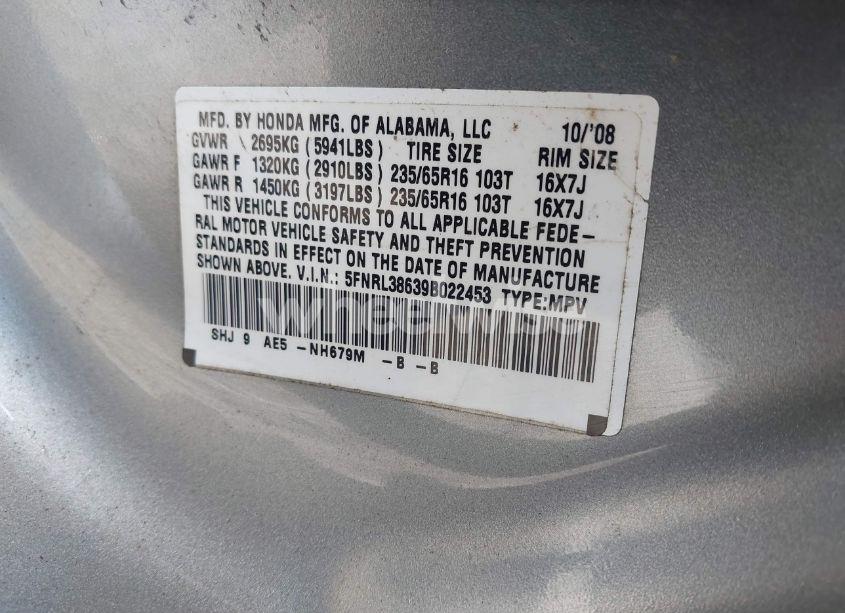 MFD. BY HONDA MFG. OF ALABAMA, LLC 10/'08
GVWR 2695KG (5941LBS) TIRE SIZE RIM SIZE
GAWR F 1320KG (2910LBS) 235/65R16 103T 16X7J
GAWR R 1450KG (3197LBS) 235/65R16 103T 16X7J
THIS VEHICLE CONFORMS TO ALL APPLICABLE FEDE-
RAL MOTOR VEHICLE SAFETY AND THEFT PREVENTION
STANDARDS IN EFFECT ON THE DATE OF MANUFACTURE
SHOWN ABOVE. V.I.N.: 5FNRL38639B022453 TYPE:MPV
wheelwise
SHJ 9 AE5 -NH679M -B -B